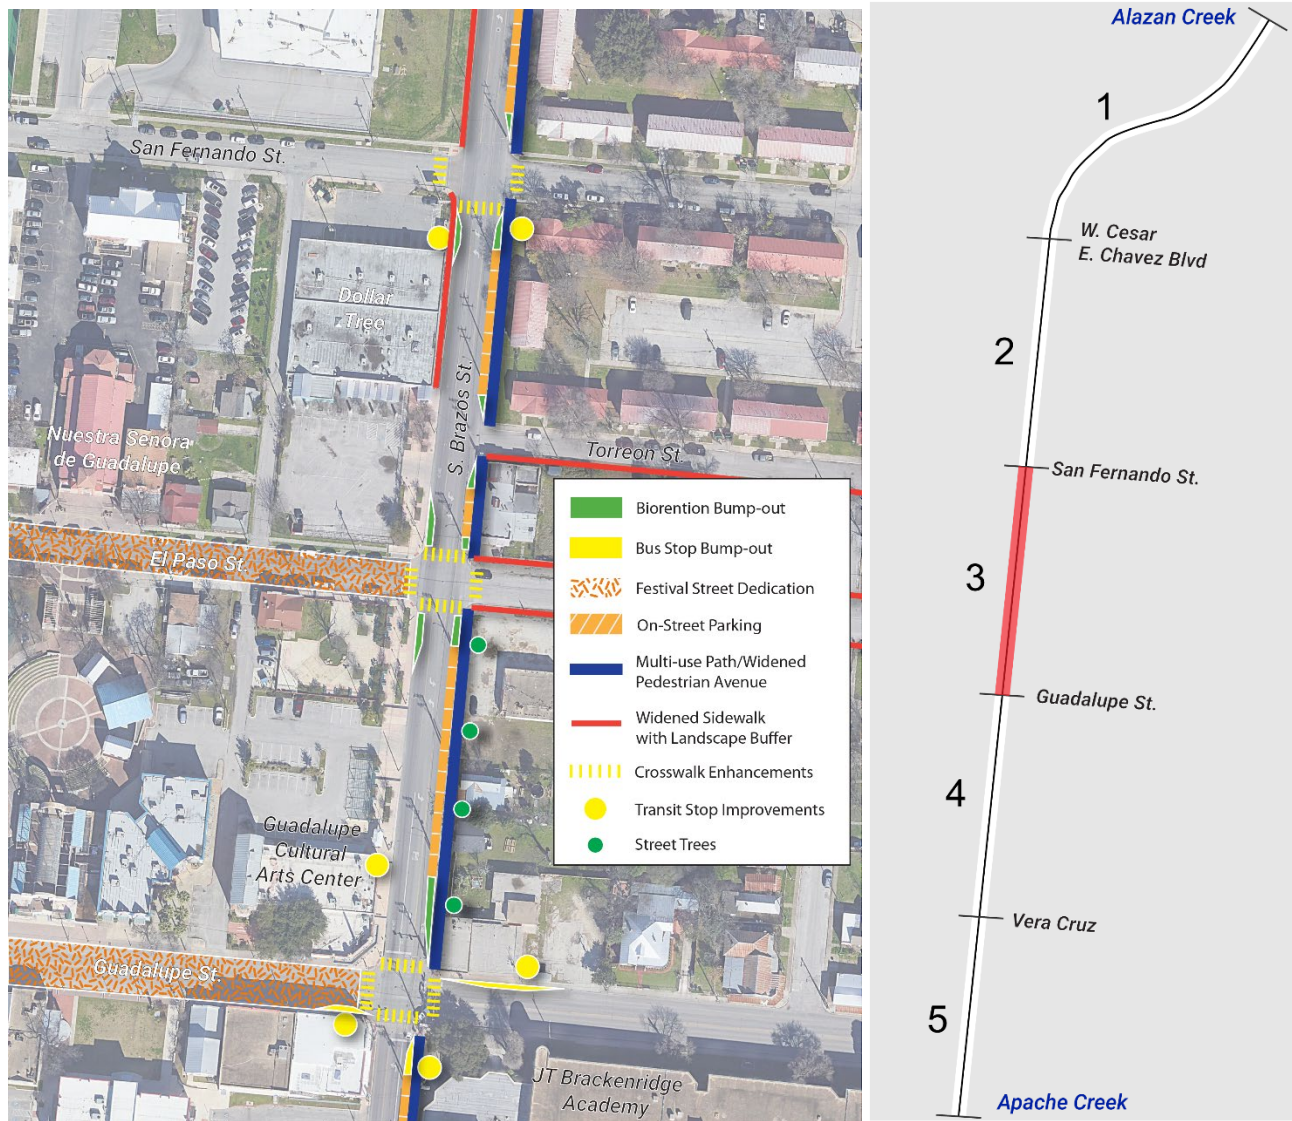 San Fernando St.
Dollar
Tree
S. Brazos St.
Nuestra Senora
de Guadalupe
Torreon St.
El Paso St.
Guadalupe
Cultural
Arts Center
Guadalupe St.
JT Brackenridge
Academy
Biorention Bump-out
Bus Stop Bump-out
Festival Street Dedication
On-Street Parking
Multi-use Path/Widened
Pedestrian Avenue
Widened Sidewalk
with Landscape Buffer
Crosswalk Enhancements
Transit Stop Improvements
Street Trees
Alazan Creek
1
W. Cesar
E. Chavez Blvd
2
San Fernando St.
3
Guadalupe St.
4
Vera Cruz
5
Apache Creek